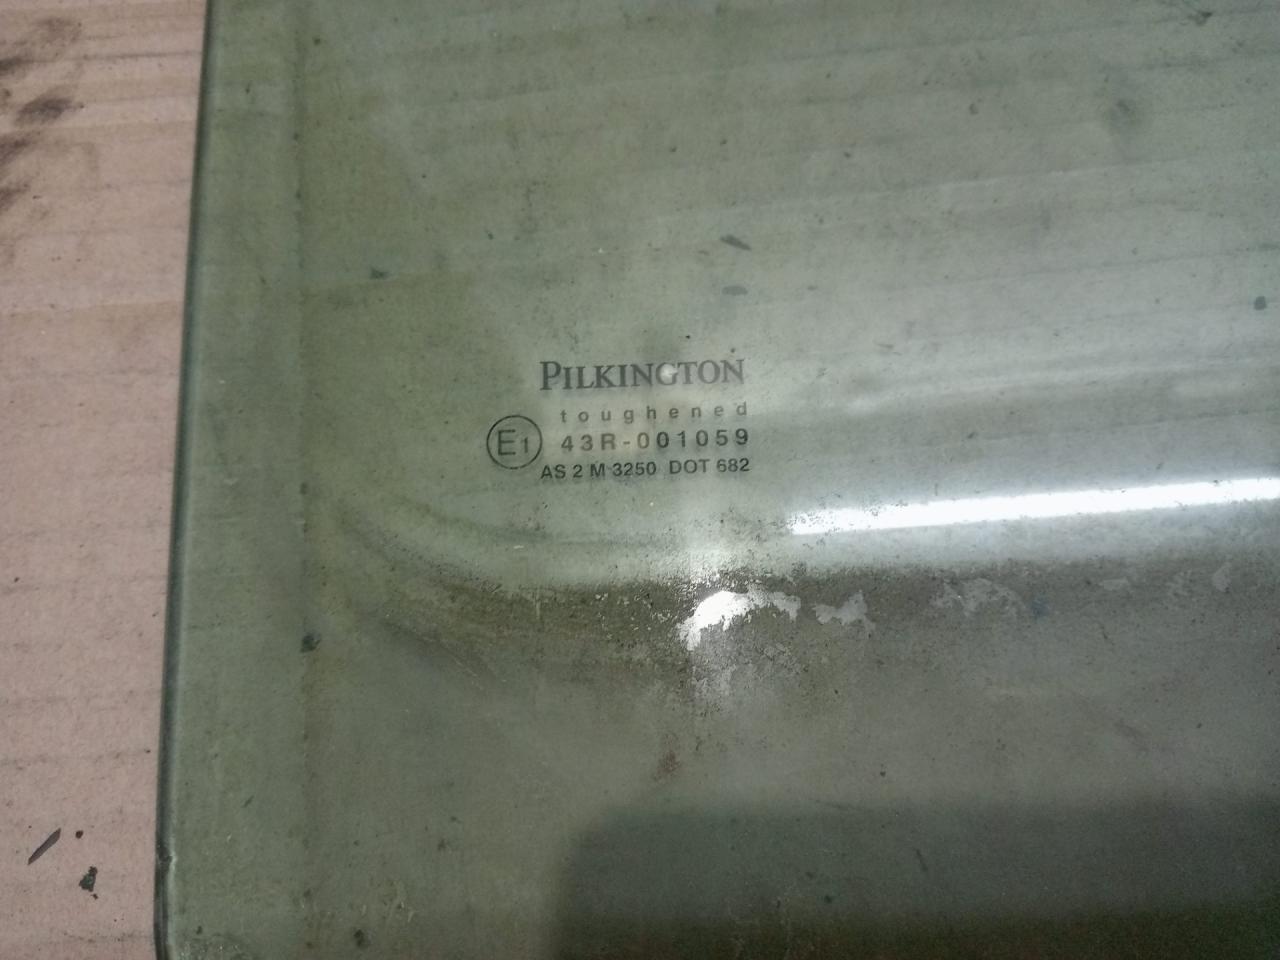 PILKINGTON
toughened
E1 43R-001059
AS 2 M 3250 DOT 682